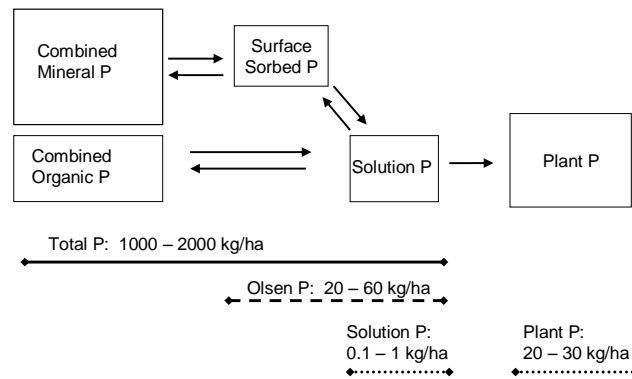 Combined
Mineral P
Surface
Sorbed P
Combined
Organic P
Solution P
Plant P
Total P: 1000 – 2000 kg/ha
Olsen P: 20 – 60 kg/ha
Solution P:
0.1 – 1 kg/ha
Plant P:
20 – 30 kg/ha